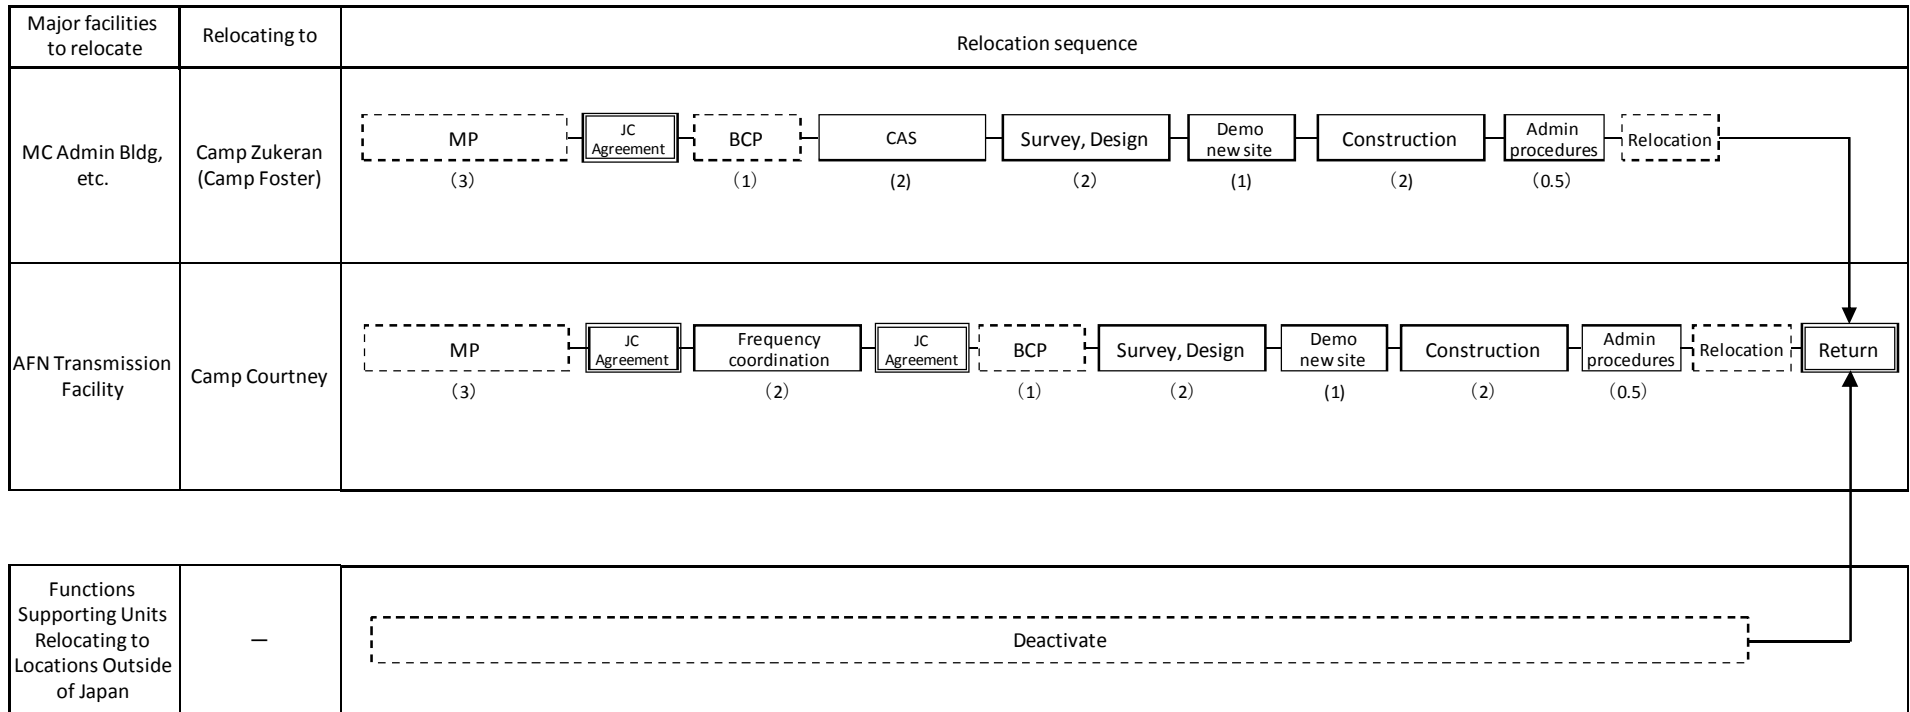 Major facilities
to relocate
Relocating to
Relocation sequence
MC Admin Bldg,
etc.
Camp Zukeran
(Camp Foster)
MP
JC
Agreement
BCP
CAS
Survey, Design
Demo
new site
Construction
Admin
procedures
Relocation
（3）
（1）
(2)
（2）
(1)
（2）
（0.5）
AFN Transmission
Facility
Camp Courtney
MP
JC
Agreement
Frequency
coordination
JC
Agreement
BCP
Survey, Design
Demo
new site
Construction
Admin
procedures
Relocation
Return
（3）
（2）
（1）
（2）
(1)
（2）
（0.5）
Functions
Supporting Units
Relocating to
Locations Outside
of Japan
—
Deactivate